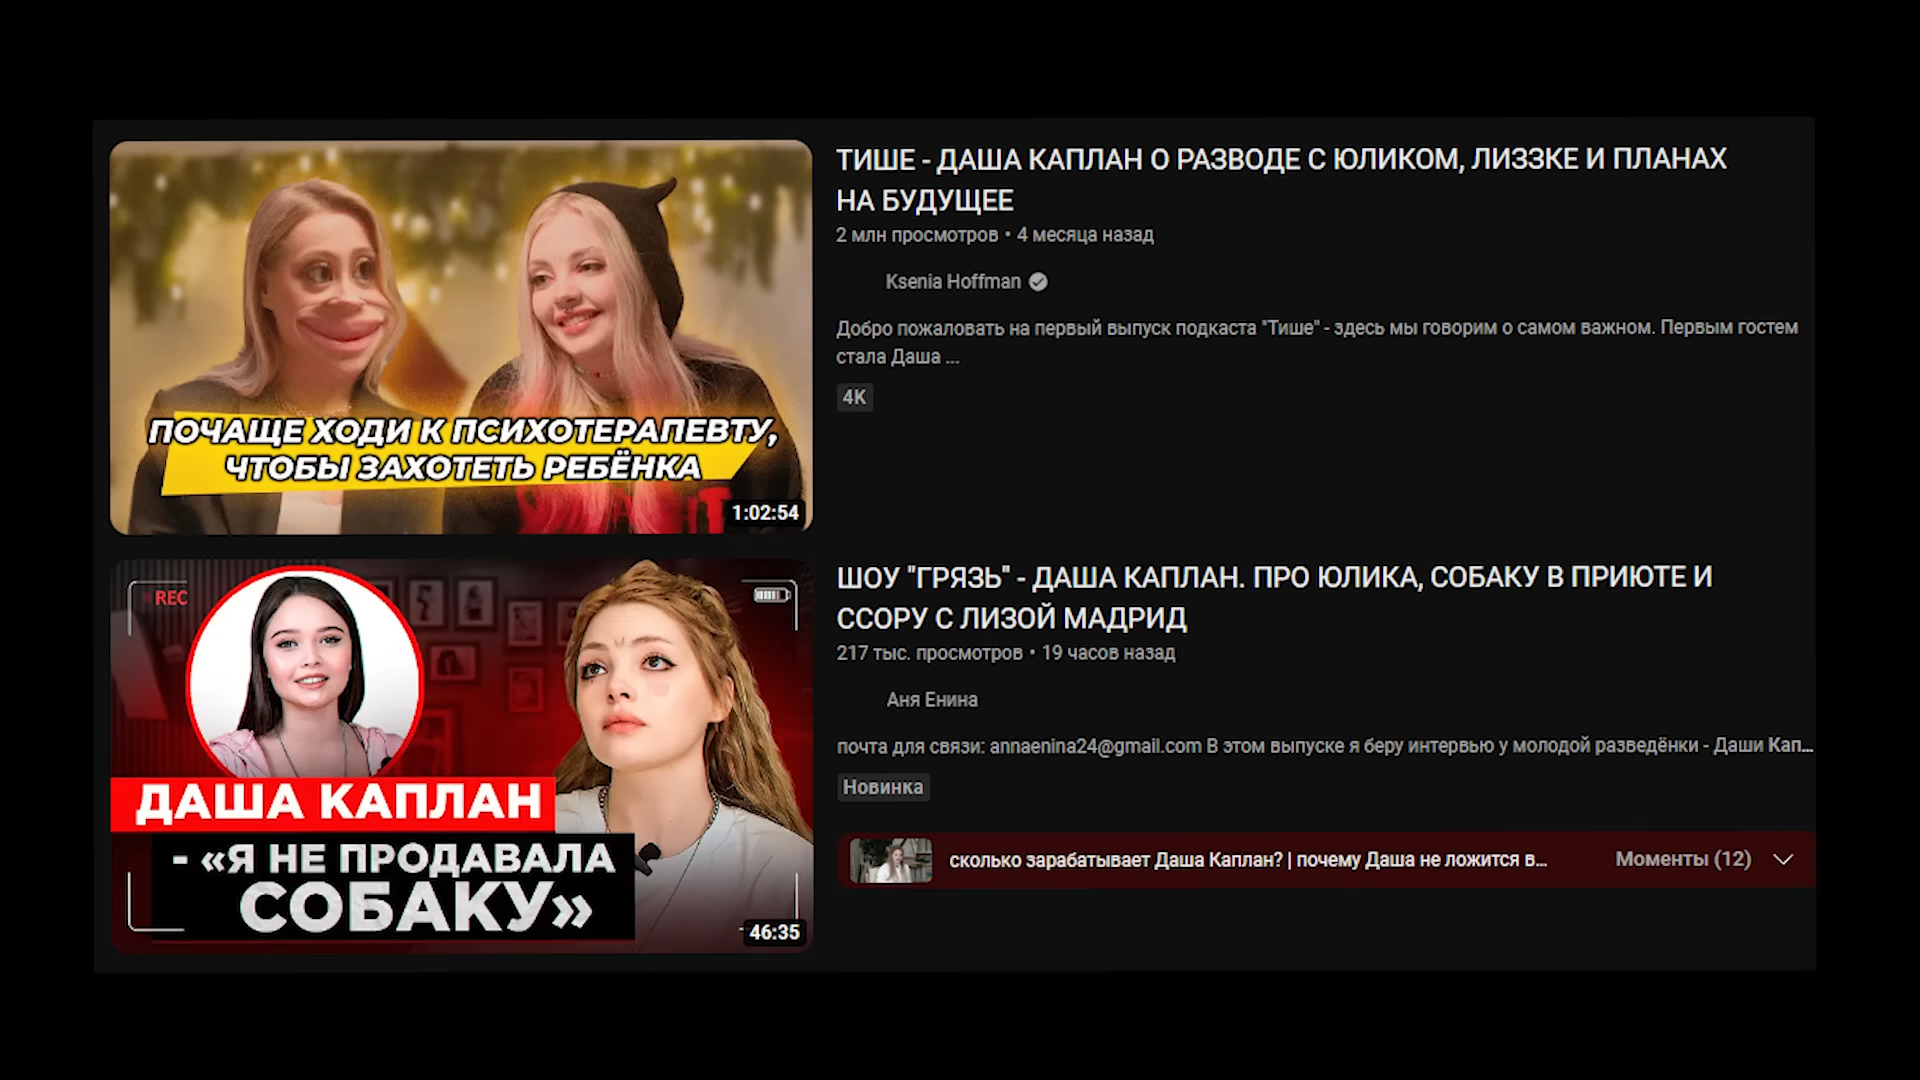 ТИШЕ - ДАША КАПЛАН О РАЗВОДЕ С ЮЛИКОМ, ЛИЗЗКЕ И ПЛАНАХ
НА БУДУЩЕЕ
2 млн просмотров • 4 месяца назад
Ksenia Hoffman
Добро пожаловать на первый выпуск подкаста "Тише" - здесь мы говорим о самом важном. Первым гостем
стала Даша ...
4K
ПОЧАЩЕ ХОДИ К ПСИХОТЕРАПЕВТУ,
ЧТОБЫ ЗАХОТЕТЬ РЕБЁНКА
1:02:54
ШОУ "ГРЯЗЬ" - ДАША КАПЛАН. ПРО ЮЛИКА, СОБАКУ В ПРИЮТЕ И
ССОРУ С ЛИЗОЙ МАДРИД
217 тыс. просмотров • 19 часов назад
Аня Енина
почта для связи: annaenina24@gmail.com В этом выпуске я беру интервью у молодой разведёнки - Даши Кап...
Новинка
сколько зарабатывает Даша Каплан? | почему Даша не ложится в...
Моменты (12)
REC
ДАША КАПЛАН
- «Я НЕ ПРОДАВАЛА
СОБАКУ»
46:35